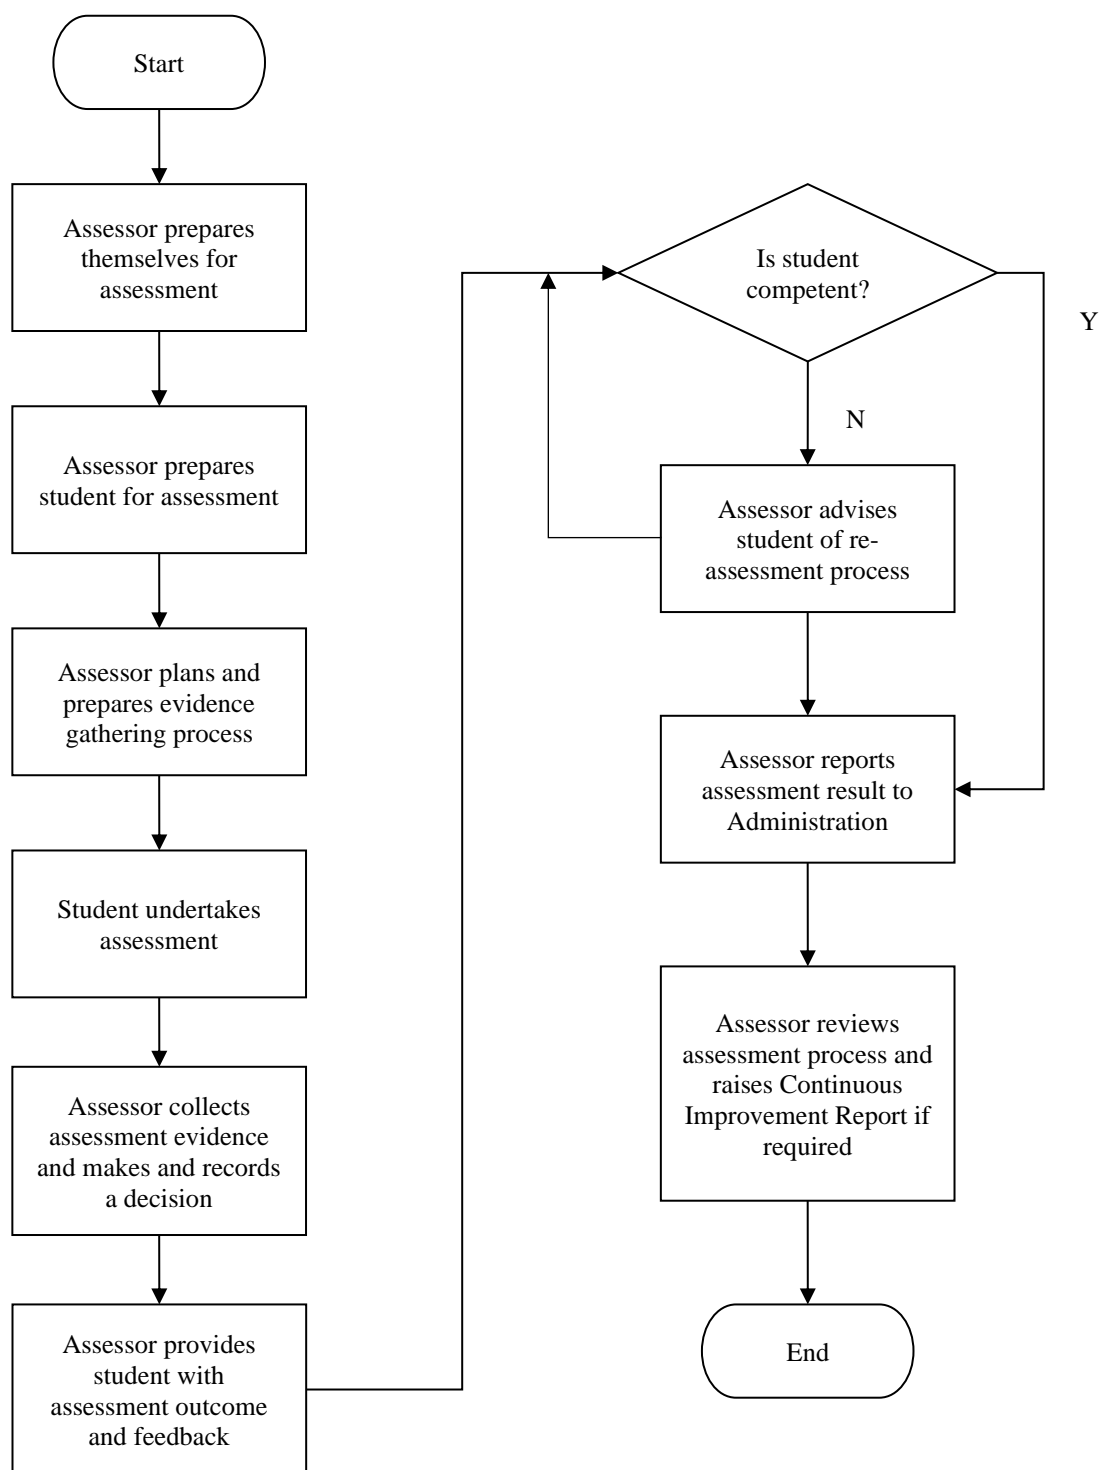 Start
Assessor prepares
themselves for
assessment
Assessor prepares
student for assessment
Assessor plans and
prepares evidence
gathering process
Student undertakes
assessment
Assessor collects
assessment evidence
and makes and records
a decision
Assessor provides
student with
assessment outcome
and feedback
Is student
competent?
Y
N
Assessor advises
student of re-
assessment process
Assessor reports
assessment result to
Administration
Assessor reviews
assessment process and
raises Continuous
Improvement Report if
required
End